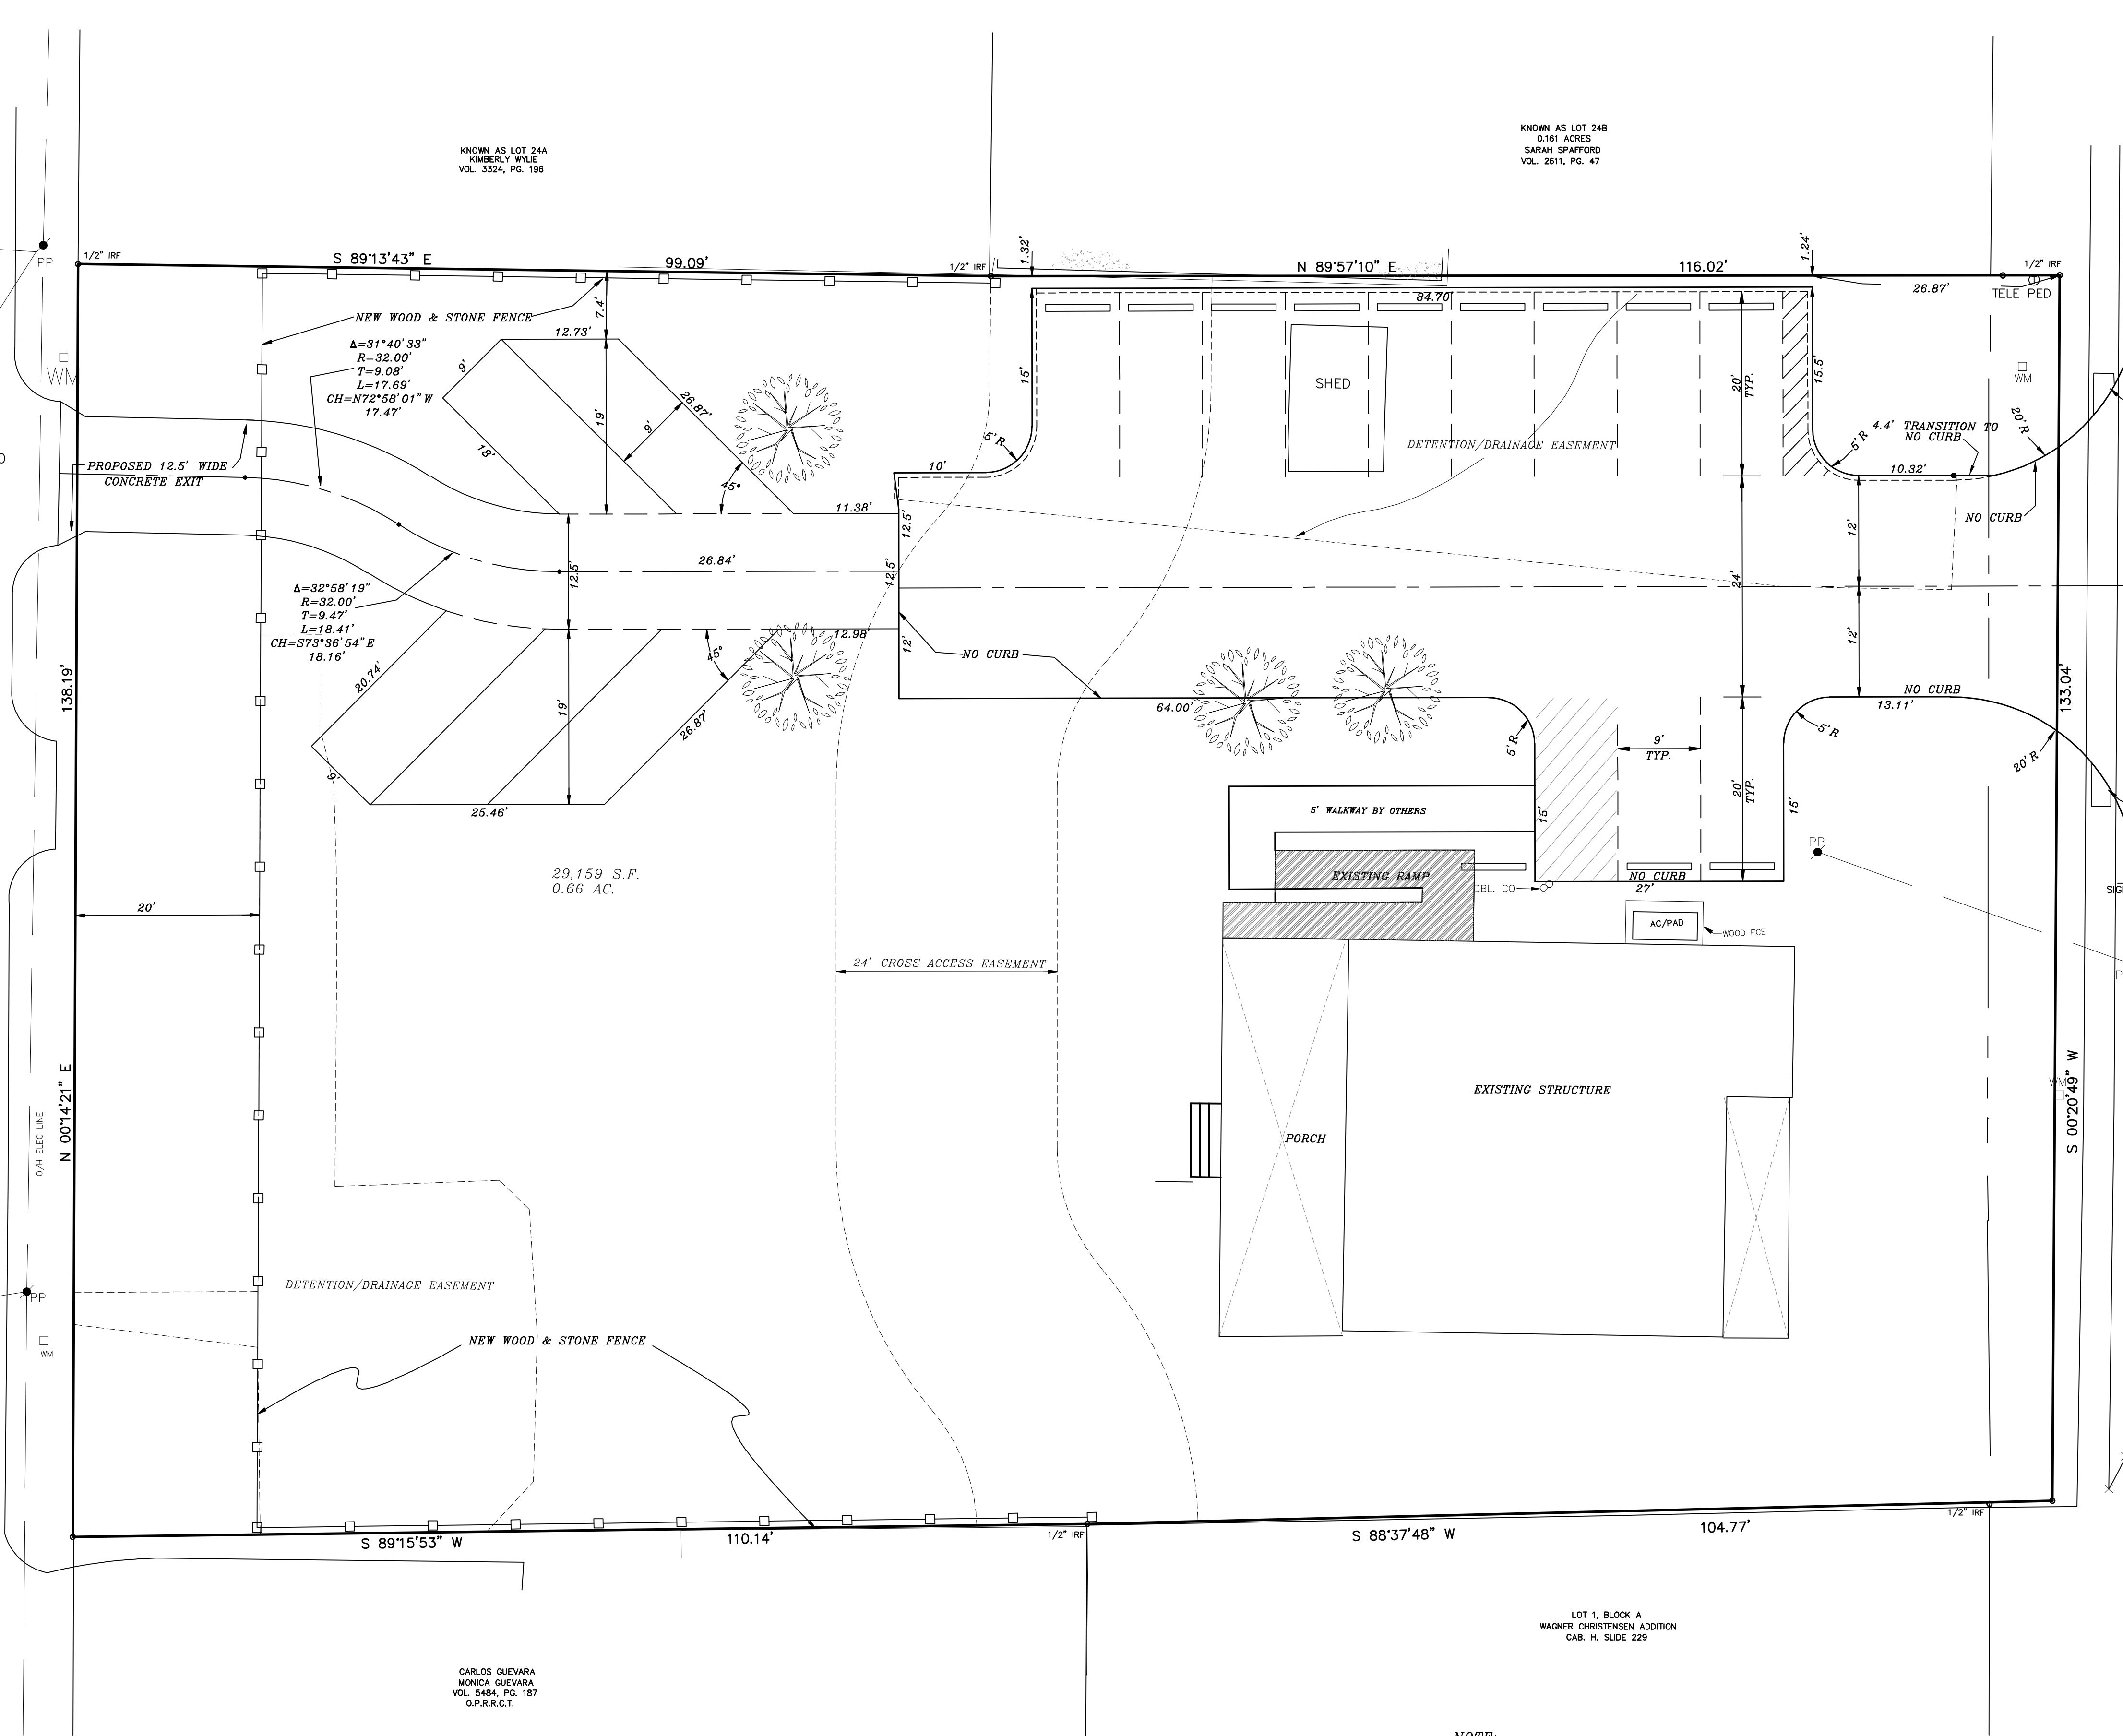 KNOWN AS LOT 24A
KIMBERLY WYLIE
VOL. 3324, PG. 196
KNOWN AS LOT 24B
0.161 ACRES
SARAH SPAFFORD
VOL. 2611, PG. 47
PP
1/2" IRF
S 89°13'43" E
99.09'
1/2" IRF
1.32'
N 89°57'10" E
116.02'
1.24'
1/2" IRF
26.87'
TELE PED
84.70'
NEW WOOD & STONE FENCE
7.4'
12.73'
Δ=31°40'33"
R=32.00'
T=9.08'
L=17.69'
CH=N72°58'01" W
17.47'
9'
WM
26.87'
19'
9'
18'
45°
15'
SHED
20'
TYP.
15.5'
WM
5'R
DETENTION/DRAINAGE EASEMENT
5'R
4.4' TRANSITION TO
NO CURB
20'R
PROPOSED 12.5' WIDE
CONCRETE EXIT
10'
10.32'
11.38'
12.5'
NO CURB
12'
12.5'
26.84'
12.5'
24'
Δ=32°58'19"
R=32.00'
T=9.47'
L=18.41'
CH=S73°36'54"E
18.16'
12.98'
12'
12'
45°
NO CURB
20.74'
138.19'
133.04'
NO CURB
13.11'
19'
26.87'
64.00'
5'R
9'
TYP.
5'R
20'R
9'
25.46'
20'
TYP.
15'
15'
5' WALKWAY BY OTHERS
PP
29,159 S.F.
0.66 AC.
EXISTING RAMP
DBL. CO
NO CURB
27'
20'
AC/PAD
WOOD FCE
24' CROSS ACCESS EASEMENT
N 00°14'21" E
S 00°20'49" W
WM
O/H ELEC LINE
EXISTING STRUCTURE
PORCH
DETENTION/DRAINAGE EASEMENT
PP
NEW WOOD & STONE FENCE
WM
S 89°15'53" W
110.14'
1/2" IRF
S 88°37'48" W
104.77'
1/2" IRF
LOT 1, BLOCK A
WAGNER CHRISTENSEN ADDITION
CAB. H, SLIDE 229
CARLOS GUEVARA
MONICA GUEVARA
VOL. 5484, PG. 187
O.P.R.R.C.T.
NOTE: